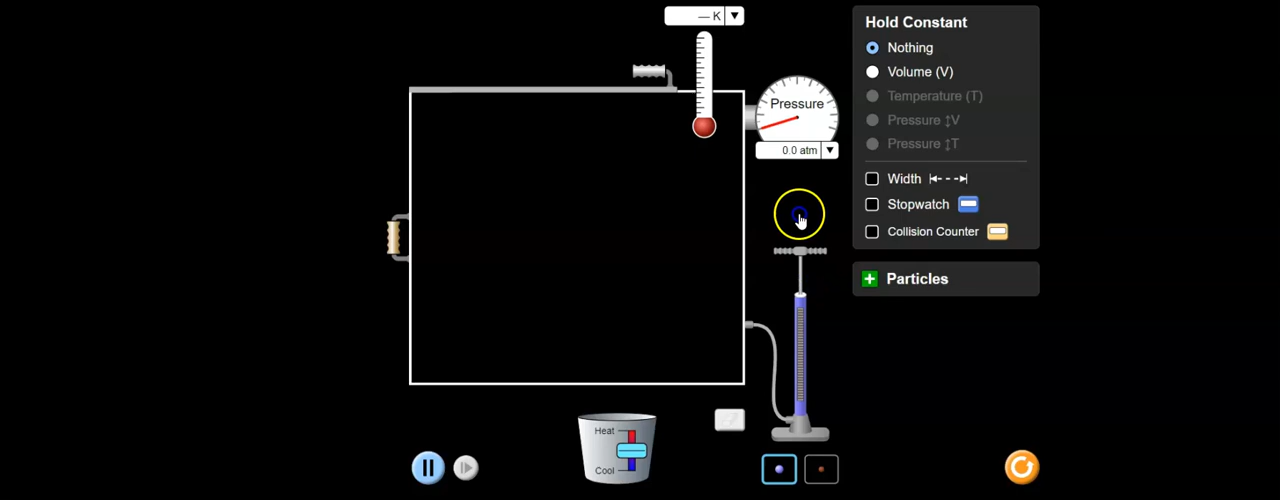 — K
Pressure
0.0 atm
Hold Constant
Nothing
Volume (V)
Temperature (T)
Pressure ↕V
Pressure ↕T
Width
Stopwatch
Collision Counter
Particles
Heat
Cool